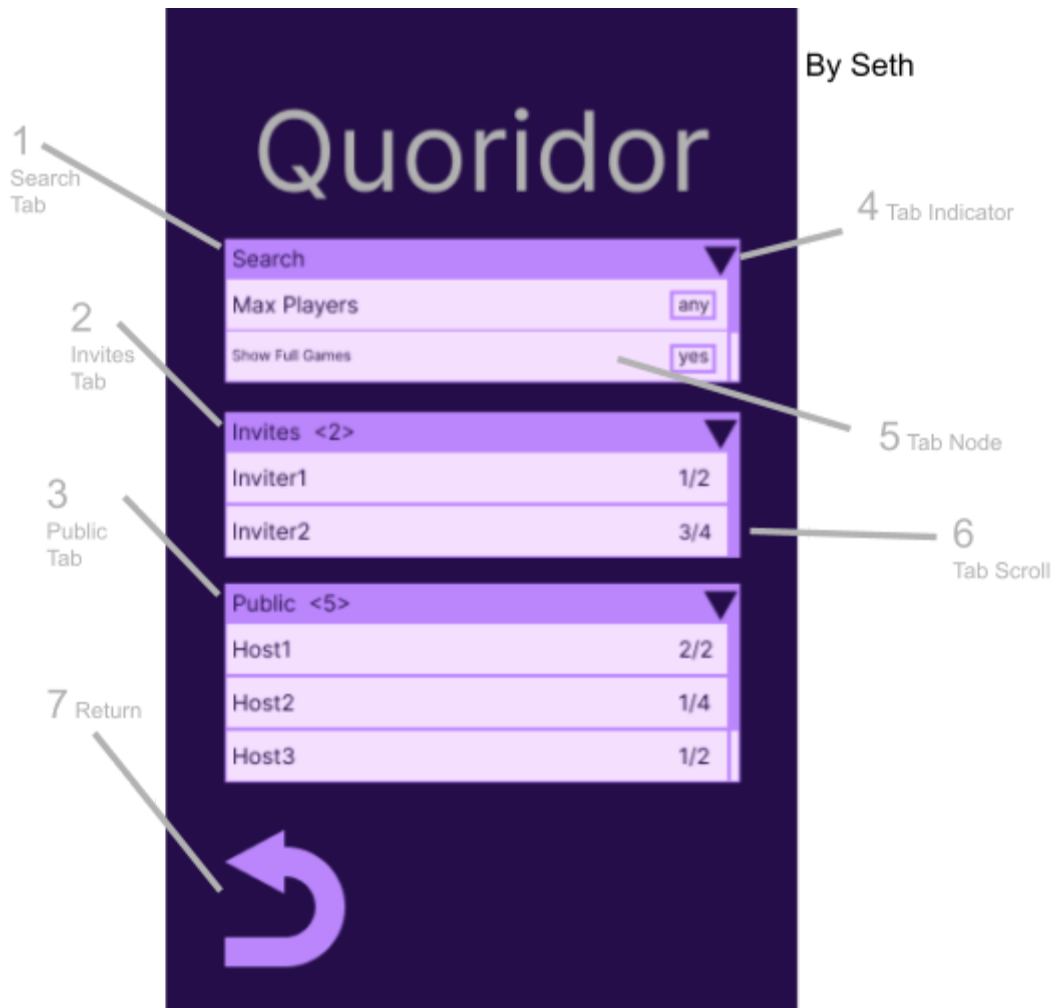 By Seth
Quoridor
1
Search
Tab
4 Tab Indicator
Search
Max Players any
Show Full Games yes
2
Invites
Tab
5 Tab Node
Invites <2>
Inviter1 1/2
Inviter2 3/4
3
Public
Tab
6
Tab Scroll
Public <5>
Host1 2/2
Host2 1/4
Host3 1/2
7 Return